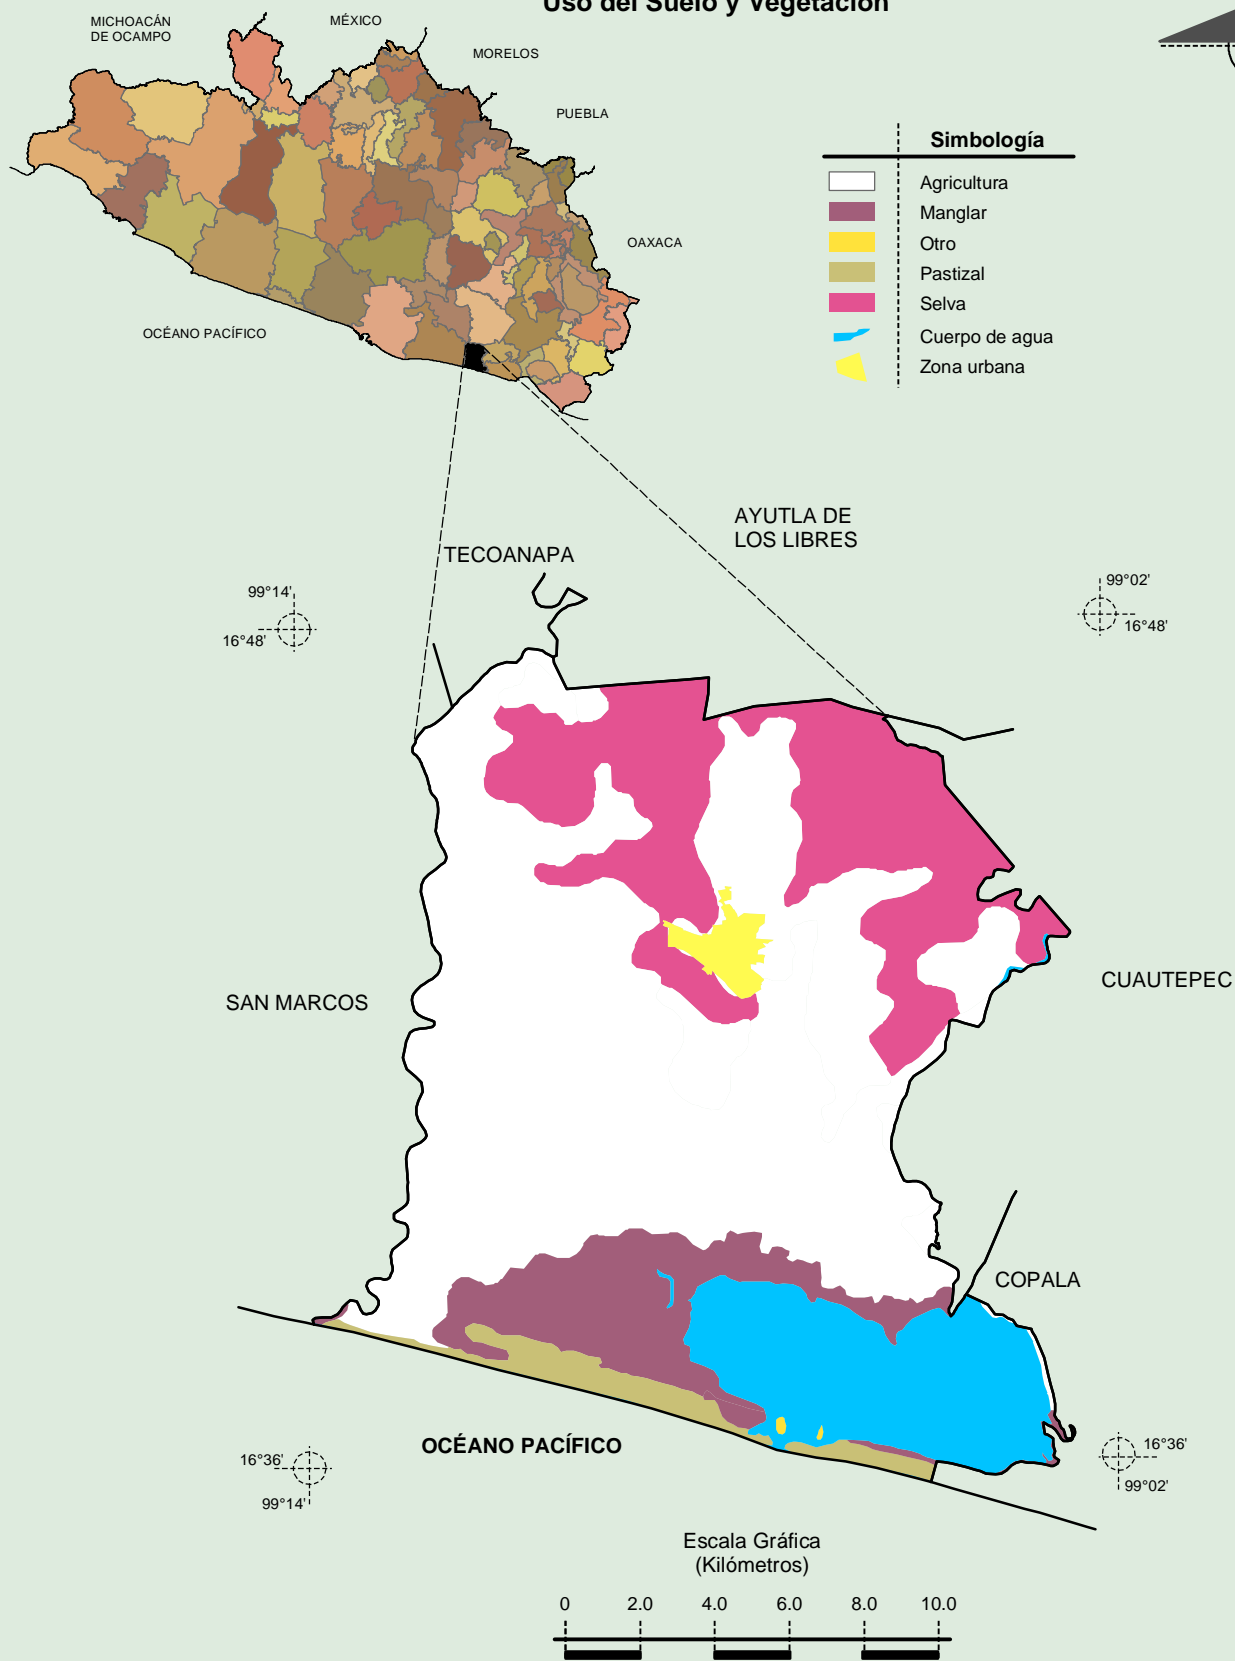 Uso del Suelo y Vegetación
MICHOACÁN
DE OCAMPO
MÉXICO
MORELOS
PUEBLA
OAXACA
OCÉANO PACÍFICO
Simbología
Agricultura
Manglar
Otro
Pastizal
Selva
Cuerpo de agua
Zona urbana
AYUTLA DE
LOS LIBRES
TECOANAPA
99°14'
16°48'
99°02'
16°48'
SAN MARCOS
CUAUTEPEC
COPALA
OCÉANO PACÍFICO
16°36'
99°14'
16°36'
99°02'
Escala Gráfica
(Kilómetros)
0 2.0 4.0 6.0 8.0 10.0